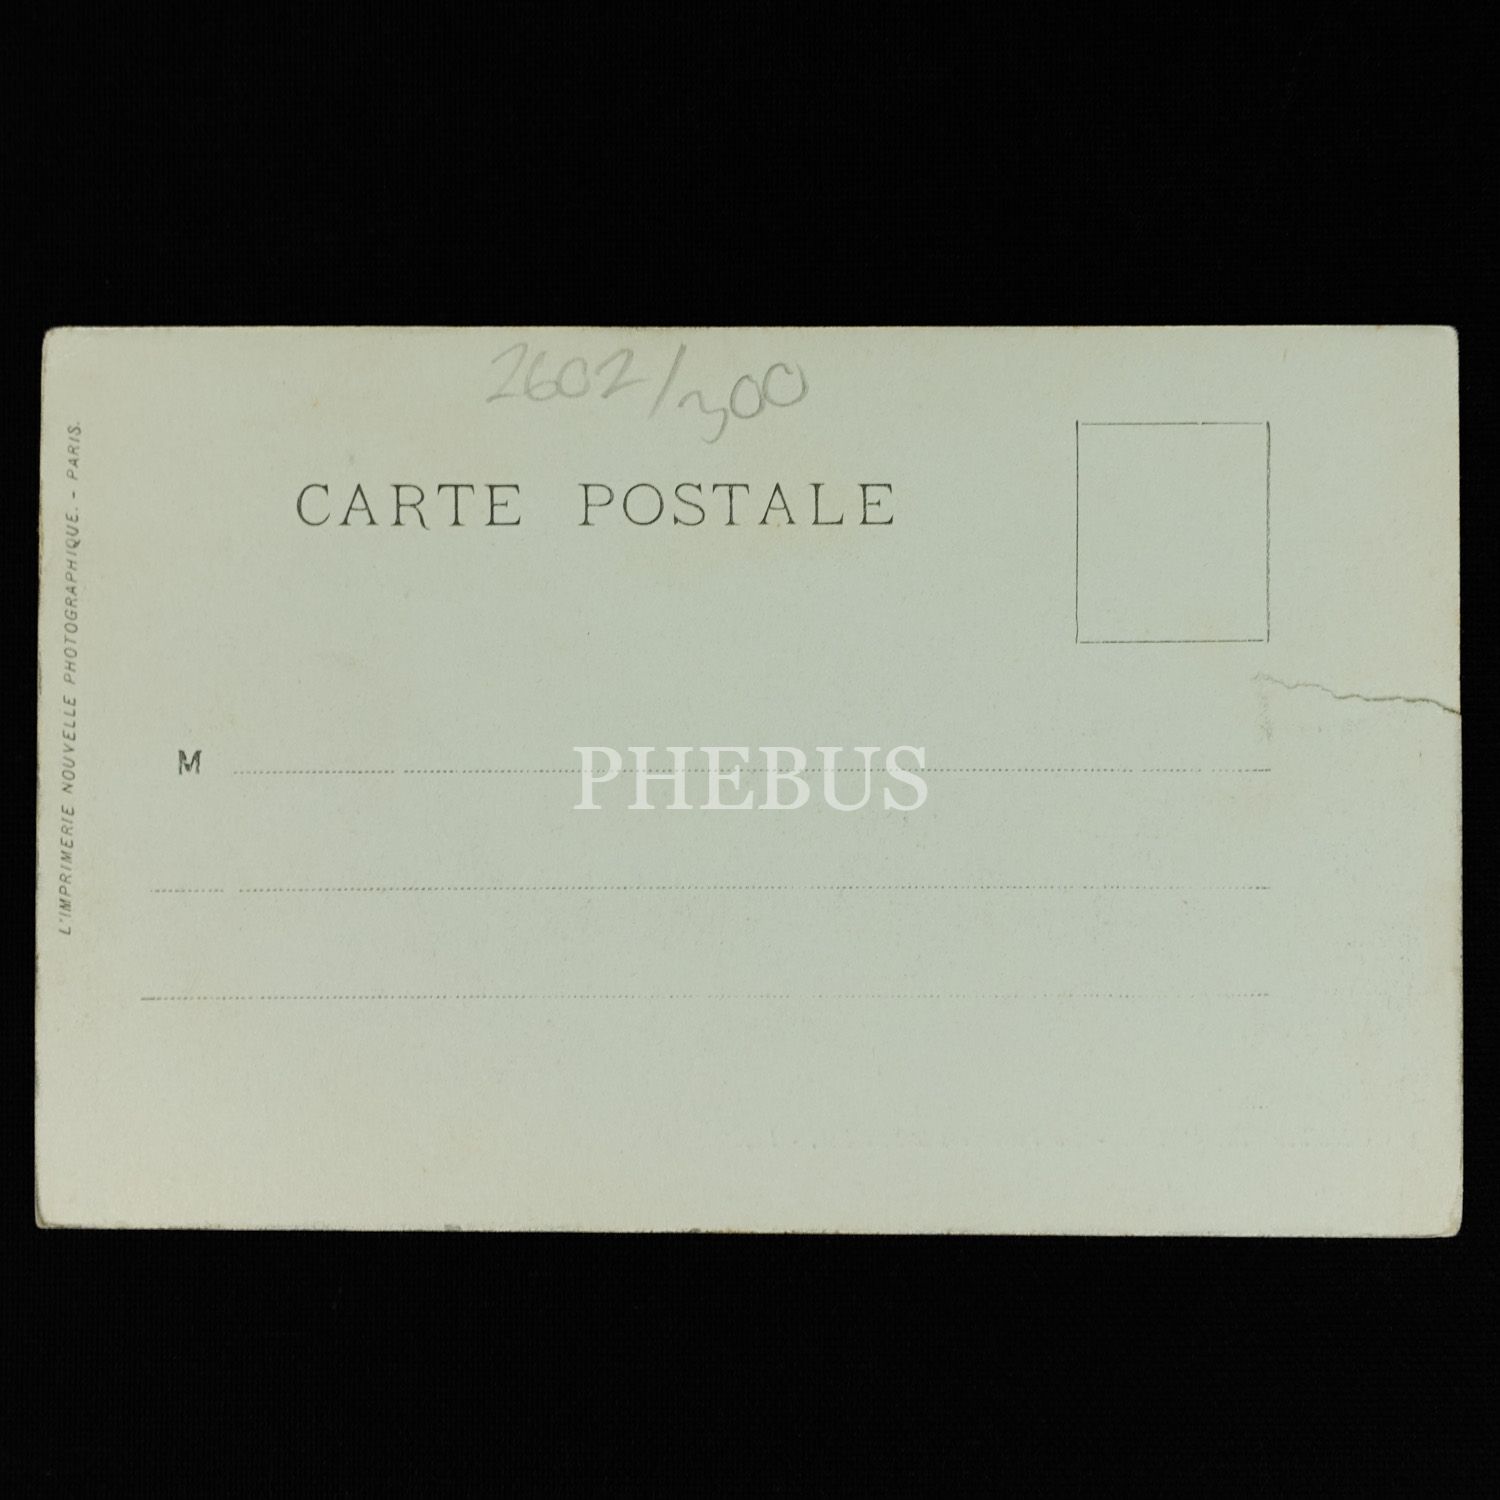 2602/300
CARTE POSTALE
L'IMPRIMERIE NOUVELLE PHOTOGRAPHIQUE. - PARIS.
M
PHEBUS